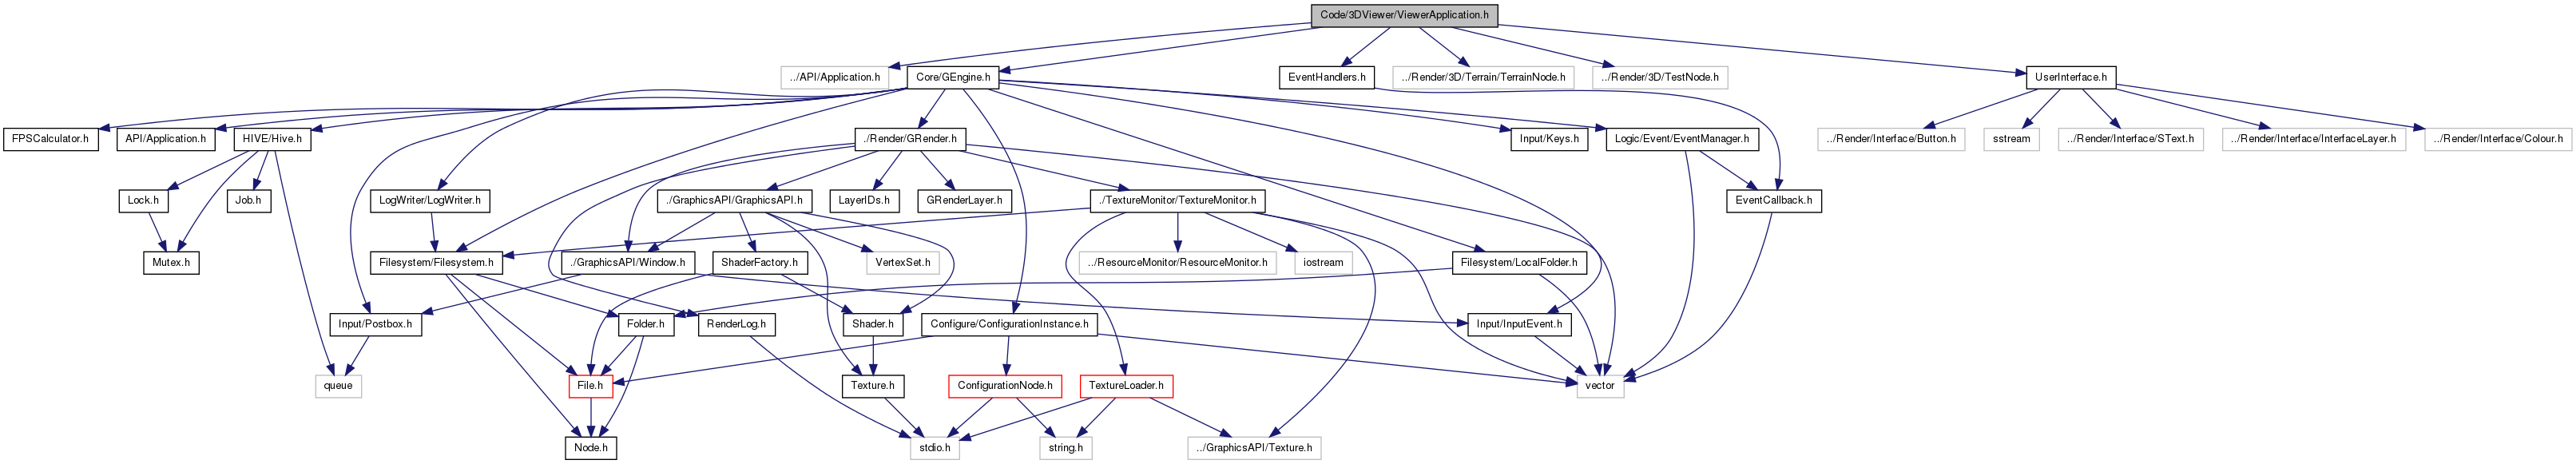 Code/3DViewer/ViewerApplication.h
../API/Application.h
Core/GEngine.h
EventHandlers.h
../Render/3D/Terrain/TerrainNode.h
../Render/3D/TestNode.h
UserInterface.h
FPSCalculator.h
API/Application.h
HIVE/Hive.h
./Render/GRender.h
Input/Keys.h
Logic/Event/EventManager.h
../Render/Interface/Button.h
sstream
../Render/Interface/SText.h
../Render/Interface/InterfaceLayer.h
../Render/Interface/Colour.h
Lock.h
Job.h
LogWriter/LogWriter.h
./GraphicsAPI/GraphicsAPI.h
LayerIDs.h
GRenderLayer.h
./TextureMonitor/TextureMonitor.h
EventCallback.h
Mutex.h
Filesystem/Filesystem.h
./GraphicsAPI/Window.h
ShaderFactory.h
VertexSet.h
../ResourceMonitor/ResourceMonitor.h
iostream
Filesystem/LocalFolder.h
Input/Postbox.h
Folder.h
RenderLog.h
Shader.h
Configure/ConfigurationInstance.h
Input/InputEvent.h
queue
File.h
Texture.h
ConfigurationNode.h
TextureLoader.h
vector
Node.h
stdio.h
string.h
../GraphicsAPI/Texture.h